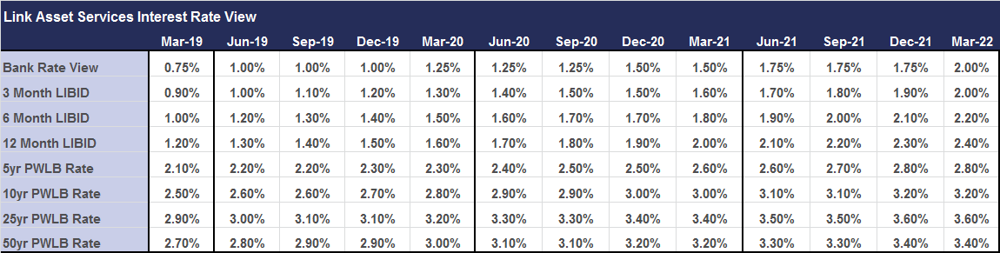 Link Asset Services Interest Rate View
Mar-19 Jun-19 Sep-19 Dec-19 Mar-20 Jun-20 Sep-20 Dec-20 Mar-21 Jun-21 Sep-21 Dec-21 Mar-22
Bank Rate View 0.75% 1.00% 1.00% 1.00% 1.25% 1.25% 1.25% 1.50% 1.50% 1.75% 1.75% 1.75% 2.00%
3 Month LIBID 0.90% 1.00% 1.10% 1.20% 1.30% 1.40% 1.50% 1.50% 1.60% 1.70% 1.80% 1.90% 2.00%
6 Month LIBID 1.00% 1.20% 1.30% 1.40% 1.50% 1.60% 1.70% 1.70% 1.80% 1.90% 2.00% 2.10% 2.20%
12 Month LIBID 1.20% 1.30% 1.40% 1.50% 1.60% 1.70% 1.80% 1.90% 2.00% 2.10% 2.20% 2.30% 2.40%
5yr PWLB Rate 2.10% 2.20% 2.20% 2.30% 2.30% 2.40% 2.50% 2.50% 2.60% 2.60% 2.70% 2.80% 2.80%
10yr PWLB Rate 2.50% 2.60% 2.60% 2.70% 2.80% 2.90% 2.90% 3.00% 3.00% 3.10% 3.10% 3.20% 3.20%
25yr PWLB Rate 2.90% 3.00% 3.10% 3.10% 3.20% 3.30% 3.30% 3.40% 3.40% 3.50% 3.50% 3.60% 3.60%
50yr PWLB Rate 2.70% 2.80% 2.90% 2.90% 3.00% 3.10% 3.10% 3.20% 3.20% 3.30% 3.30% 3.40% 3.40%